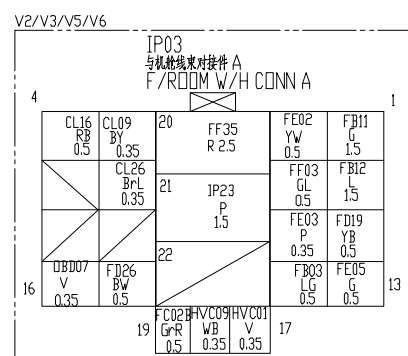 V2/V3/V5/V6
IP03
与机舱线束对接件 A
F/ROOM W/H CONN A
4
1
CL16
RB
0.5
CL09
BY
0.35
20
FF35
R 2.5
FE02
YW
0.5
FB11
G
1.5
CL26
BrL
0.35
21
IP23
P
1.5
FF03
GL
0.5
FB12
L
1.5
FE03
P
0.35
FD19
YB
0.5
22
16
OBD07
V
0.35
FD26
BW
0.5
FB03
LG
0.5
FE05
G
0.5
13
19
FC02B
GrR
0.5
HVC09
WB
0.35
HVC01
V
0.35
17